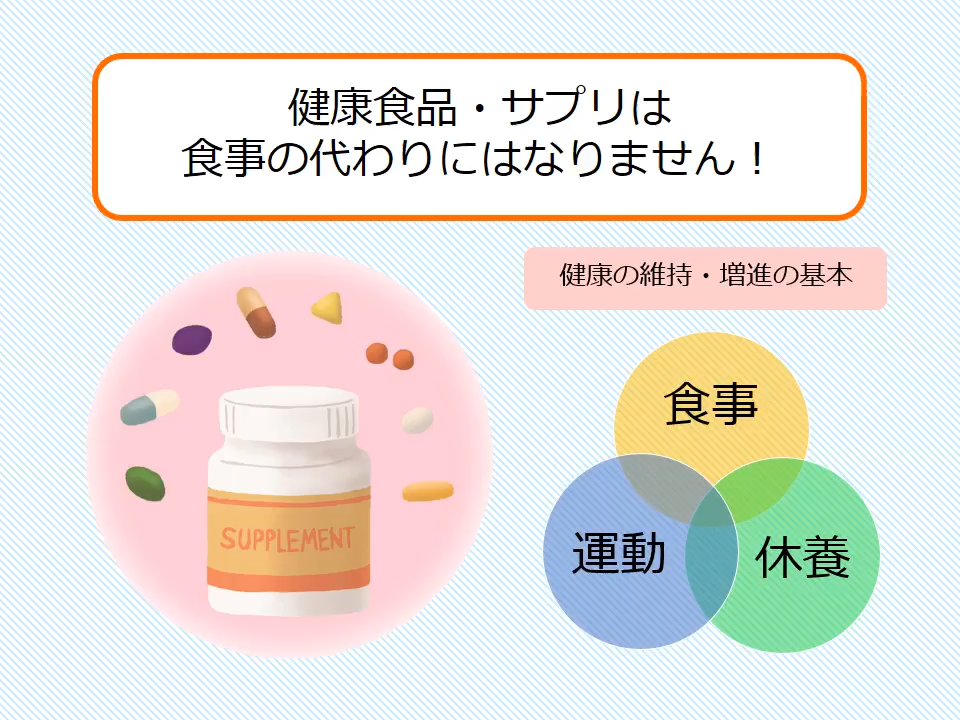 健康食品・サプリは
食事の代わりにはなりません！
健康の維持・増進の基本
食事
運動
休養
SUPPLEMENT